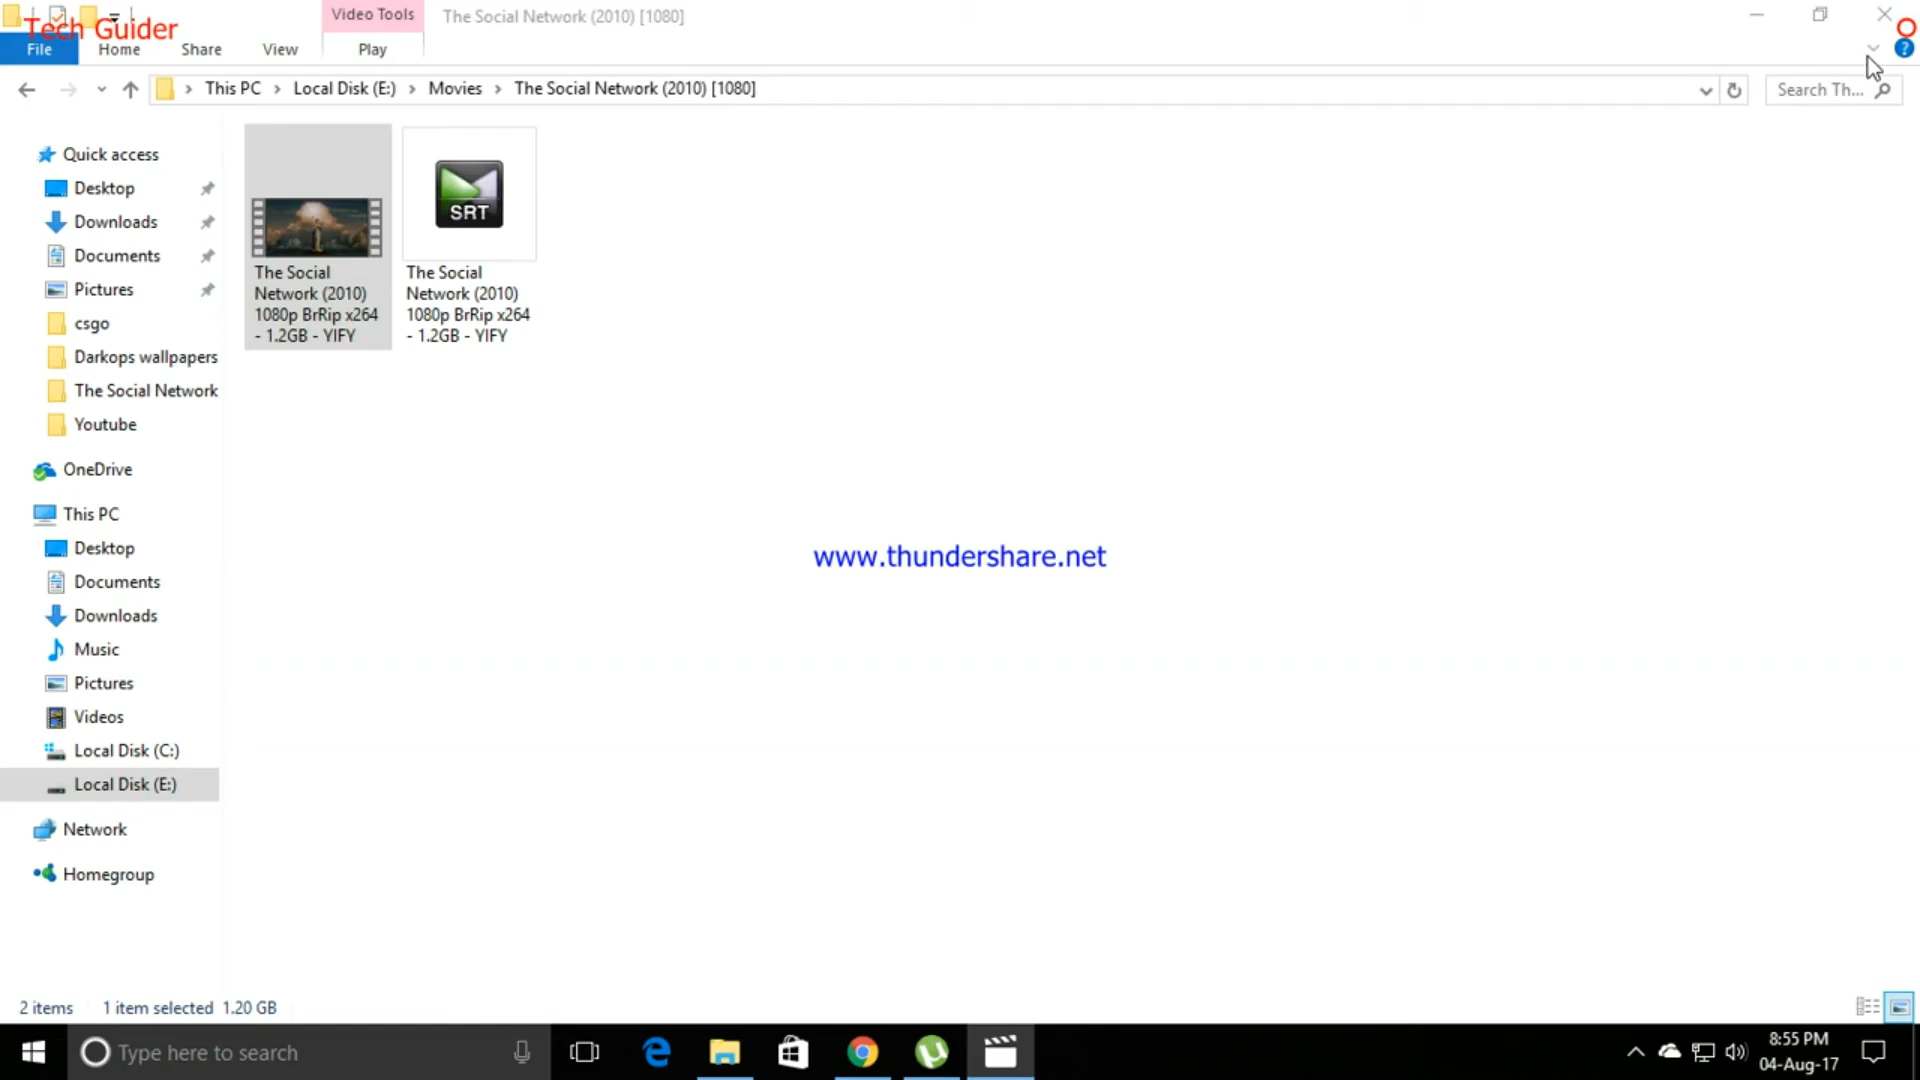 Tech Guider
Video Tools
The Social Network (2010) [1080]
File
Home
Share
View
Play
This PC
Local Disk (E:)
Movies
The Social Network (2010) [1080]
Search Th...
Quick access
Desktop
Downloads
Documents
Pictures
csgo
Darkops wallpapers
The Social Network
Youtube
OneDrive
This PC
Desktop
Documents
Downloads
Music
Pictures
Videos
Local Disk (C:)
Local Disk (E:)
Network
Homegroup
The Social
Network (2010)
1080p BrRip x264
- 1.2GB - YIFY
SRT
The Social
Network (2010)
1080p BrRip x264
- 1.2GB - YIFY
www.thundershare.net
2 items
1 item selected 1.20 GB
Type here to search
8:55 PM
04-Aug-17